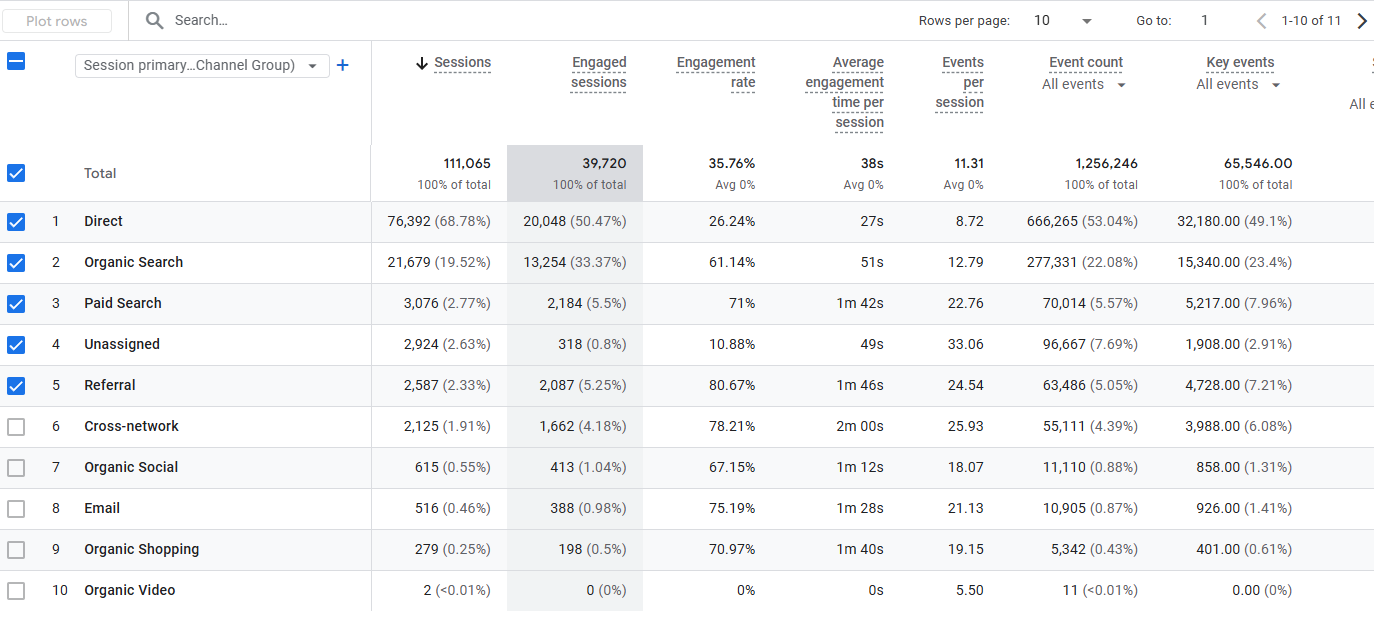 Plot rows Search... Rows per page: 10 Go to: 1 1-10 of 11
Session primary...Channel Group) + Sessions Engaged sessions Engagement rate Average engagement time per session Events per session Event count All events Key events All events
All e
Total 111,065 39,720 35.76% 38s 11.31 1,256,246 65,546.00
100% of total 100% of total Avg 0% Avg 0% Avg 0% 100% of total 100% of total
1 Direct 76,392 (68.78%) 20,048 (50.47%) 26.24% 27s 8.72 666,265 (53.04%) 32,180.00 (49.1%)
2 Organic Search 21,679 (19.52%) 13,254 (33.37%) 61.14% 51s 12.79 277,331 (22.08%) 15,340.00 (23.4%)
3 Paid Search 3,076 (2.77%) 2,184 (5.5%) 71% 1m 42s 22.76 70,014 (5.57%) 5,217.00 (7.96%)
4 Unassigned 2,924 (2.63%) 318 (0.8%) 10.88% 49s 33.06 96,667 (7.69%) 1,908.00 (2.91%)
5 Referral 2,587 (2.33%) 2,087 (5.25%) 80.67% 1m 46s 24.54 63,486 (5.05%) 4,728.00 (7.21%)
6 Cross-network 2,125 (1.91%) 1,662 (4.18%) 78.21% 2m 00s 25.93 55,111 (4.39%) 3,988.00 (6.08%)
7 Organic Social 615 (0.55%) 413 (1.04%) 67.15% 1m 12s 18.07 11,110 (0.88%) 858.00 (1.31%)
8 Email 516 (0.46%) 388 (0.98%) 75.19% 1m 28s 21.13 10,905 (0.87%) 926.00 (1.41%)
9 Organic Shopping 279 (0.25%) 198 (0.5%) 70.97% 1m 40s 19.15 5,342 (0.43%) 401.00 (0.61%)
10 Organic Video 2 (<0.01%) 0 (0%) 0% 0s 5.50 11 (<0.01%) 0.00 (0%)